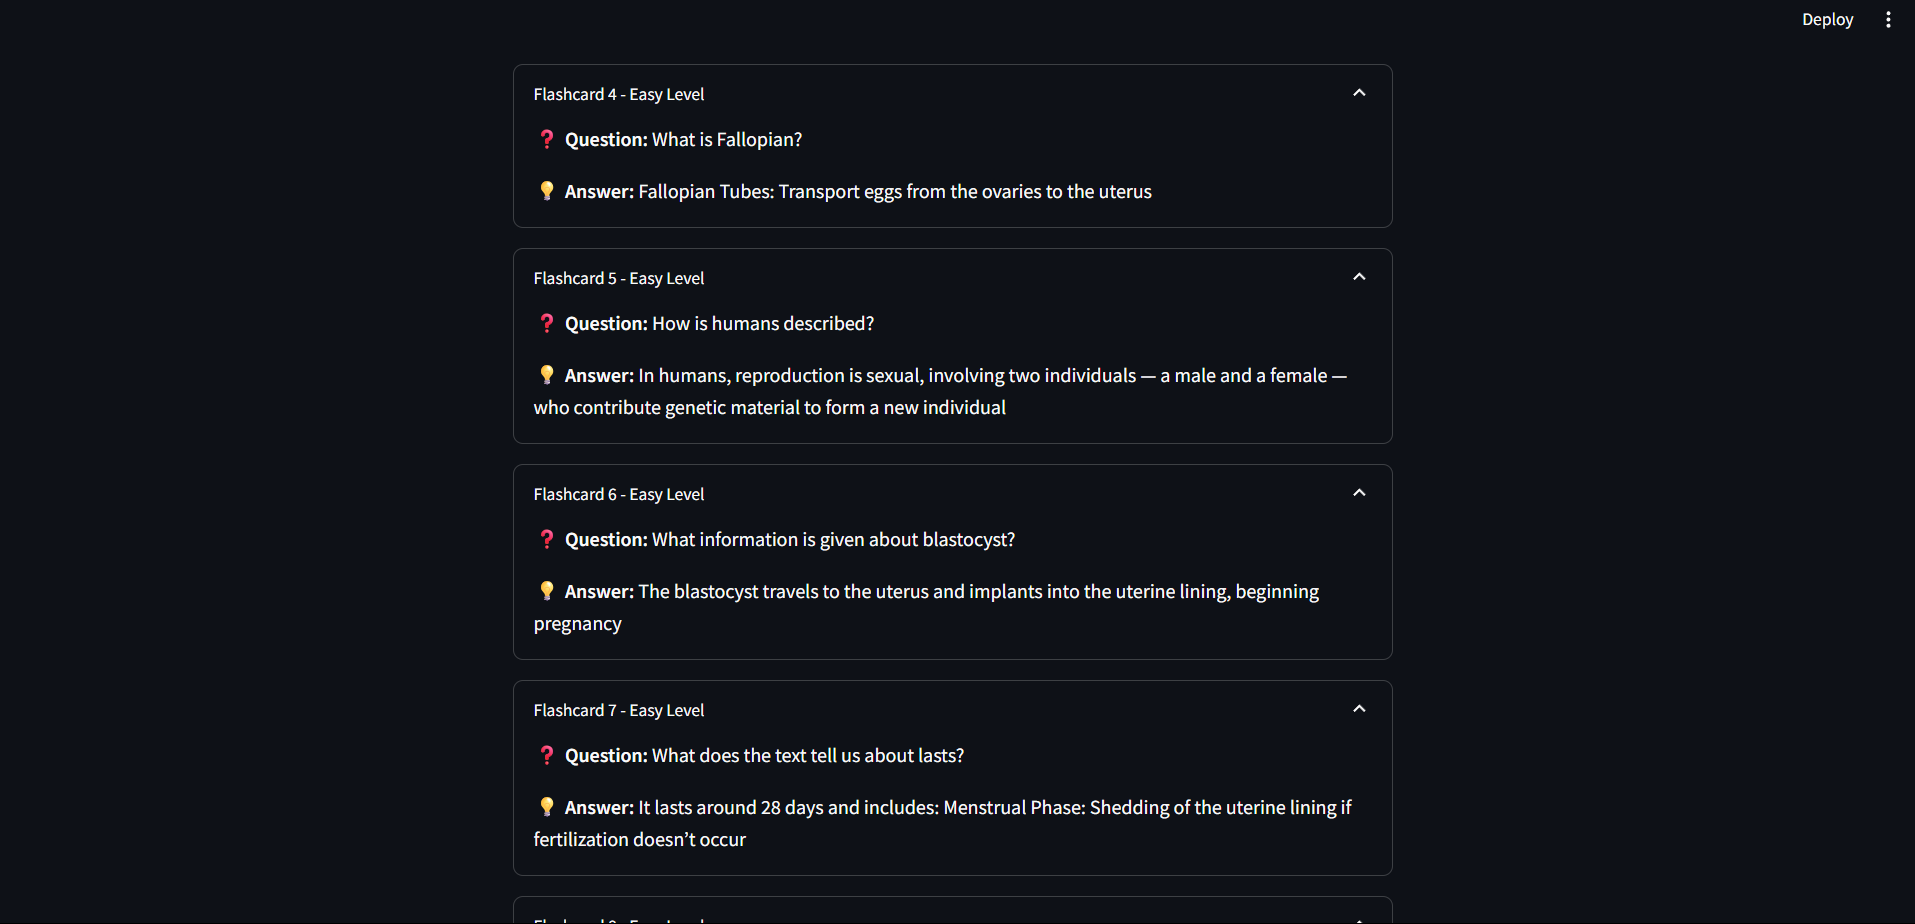 Deploy
Flashcard 4 - Easy Level
❓ Question: What is Fallopian?
💡 Answer: Fallopian Tubes: Transport eggs from the ovaries to the uterus
Flashcard 5 - Easy Level
❓ Question: How is humans described?
💡 Answer: In humans, reproduction is sexual, involving two individuals — a male and a female —
who contribute genetic material to form a new individual
Flashcard 6 - Easy Level
❓ Question: What information is given about blastocyst?
💡 Answer: The blastocyst travels to the uterus and implants into the uterine lining, beginning
pregnancy
Flashcard 7 - Easy Level
❓ Question: What does the text tell us about lasts?
💡 Answer: It lasts around 28 days and includes: Menstrual Phase: Shedding of the uterine lining if
fertilization doesn’t occur